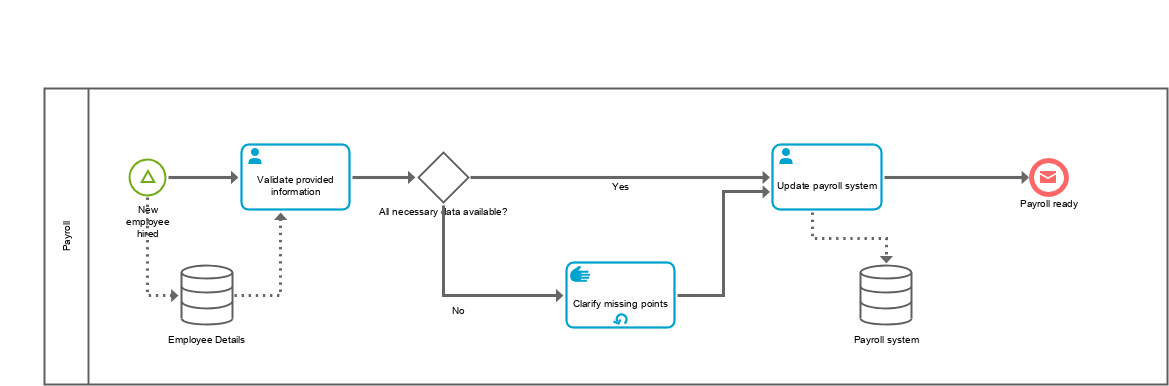 Payroll
New
employee
hired
Validate provided
information
All necessary data available?
Yes
Update payroll system
Payroll ready
No
Clarify missing points
Employee Details
Payroll system